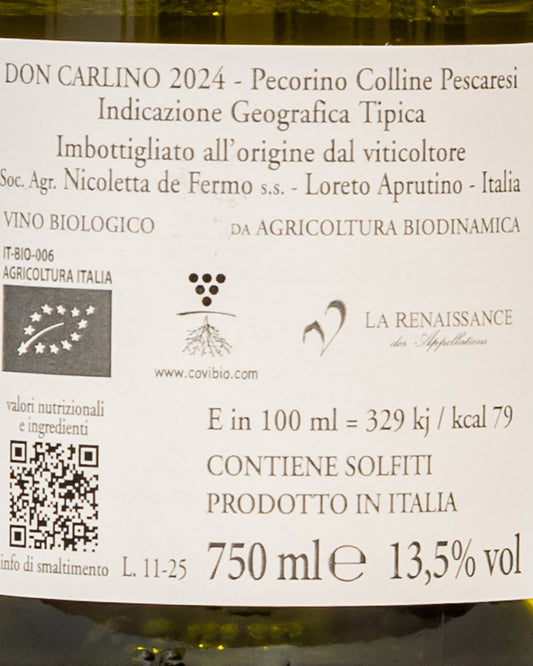 DON CARLINO 2024 - Pecorino Colline Pescaresi
Indicazione Geografica Tipica
Imbottigliato all'origine dal viticoltore
Soc. Agr. Nicoletta de Fermo s.s. - Loreto Aprutino - Italia
VINO BIOLOGICO DA AGRICOLTURA BIODINAMICA
IT-BIO-006
AGRICOLTURA ITALIA
www.covibio.com
LA RENAISSANCE
des Appellations
valori nutrizionali
e ingredienti
info di smaltimento
E in 100 ml = 329 kj / kcal 79
CONTIENE SOLFITI
PRODOTTO IN ITALIA
L. 11-25 750 ml ℮ 13,5% vol